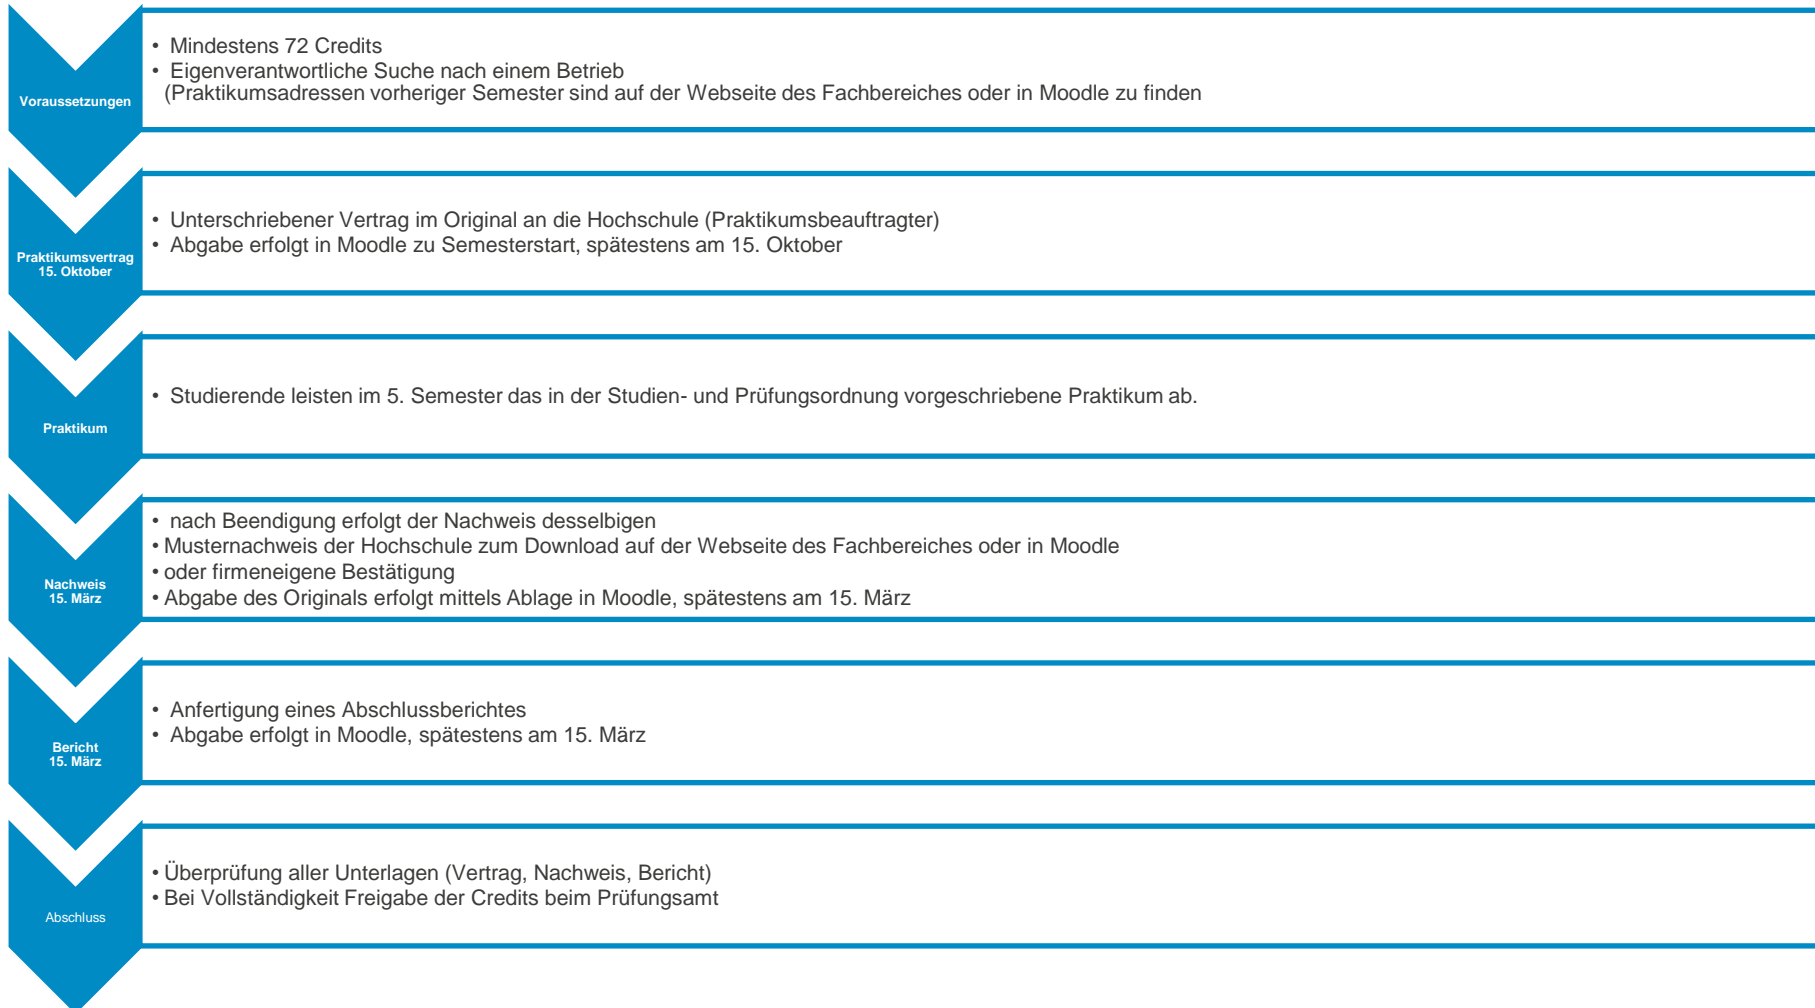 Voraussetzungen
• Mindestens 72 Credits
• Eigenverantwortliche Suche nach einem Betrieb
(Praktikumsadressen vorheriger Semester sind auf der Webseite des Fachbereiches oder in Moodle zu finden
Praktikumsvertrag
15. Oktober
• Unterschriebener Vertrag im Original an die Hochschule (Praktikumsbeauftragter)
• Abgabe erfolgt in Moodle zu Semesterstart, spätestens am 15. Oktober
Praktikum
• Studierende leisten im 5. Semester das in der Studien- und Prüfungsordnung vorgeschriebene Praktikum ab.
Nachweis
15. März
• nach Beendigung erfolgt der Nachweis desselbigen
• Musternachweis der Hochschule zum Download auf der Webseite des Fachbereiches oder in Moodle
• oder firmeneigene Bestätigung
• Abgabe des Originals erfolgt mittels Ablage in Moodle, spätestens am 15. März
Bericht
15. März
• Anfertigung eines Abschlussberichtes
• Abgabe erfolgt in Moodle, spätestens am 15. März
Abschluss
• Überprüfung aller Unterlagen (Vertrag, Nachweis, Bericht)
• Bei Vollständigkeit Freigabe der Credits beim Prüfungsamt